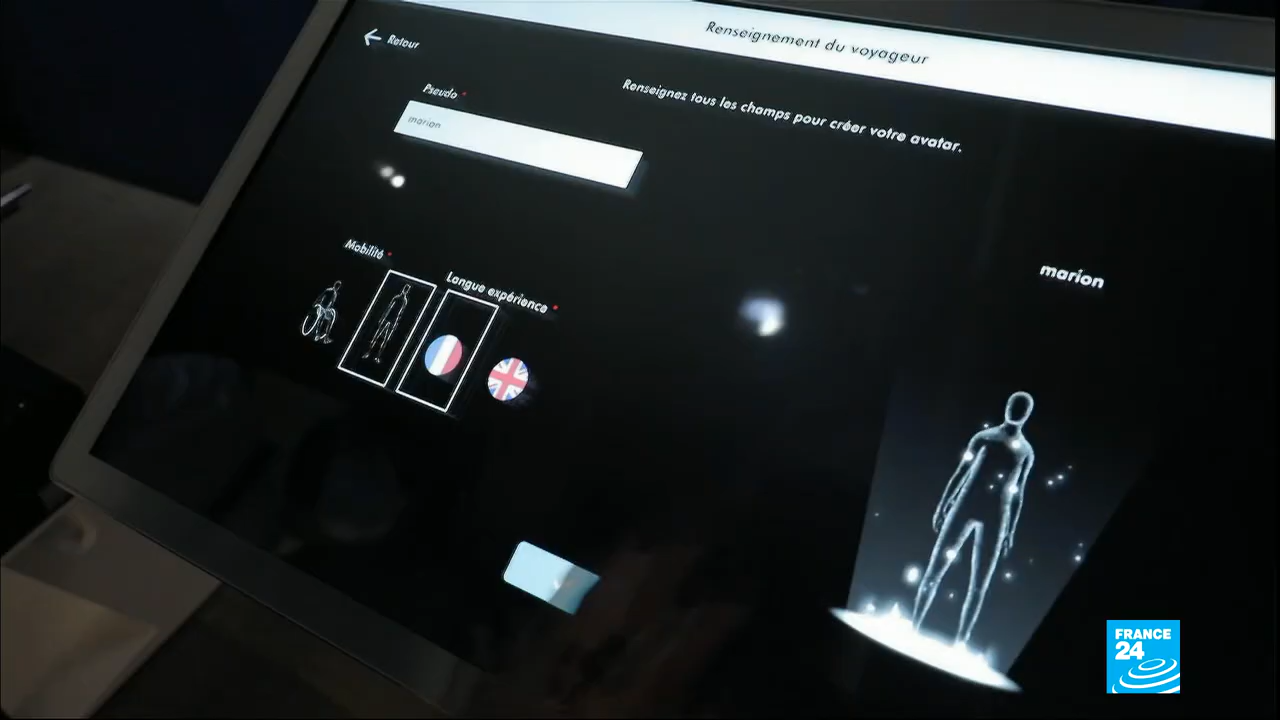 Renseignement du voyageur
Retour
Renseignez tous les champs pour créer votre avatar.
Pseudo *
marion
Mobilité *
Langue expérience *
marion
FRANCE
24